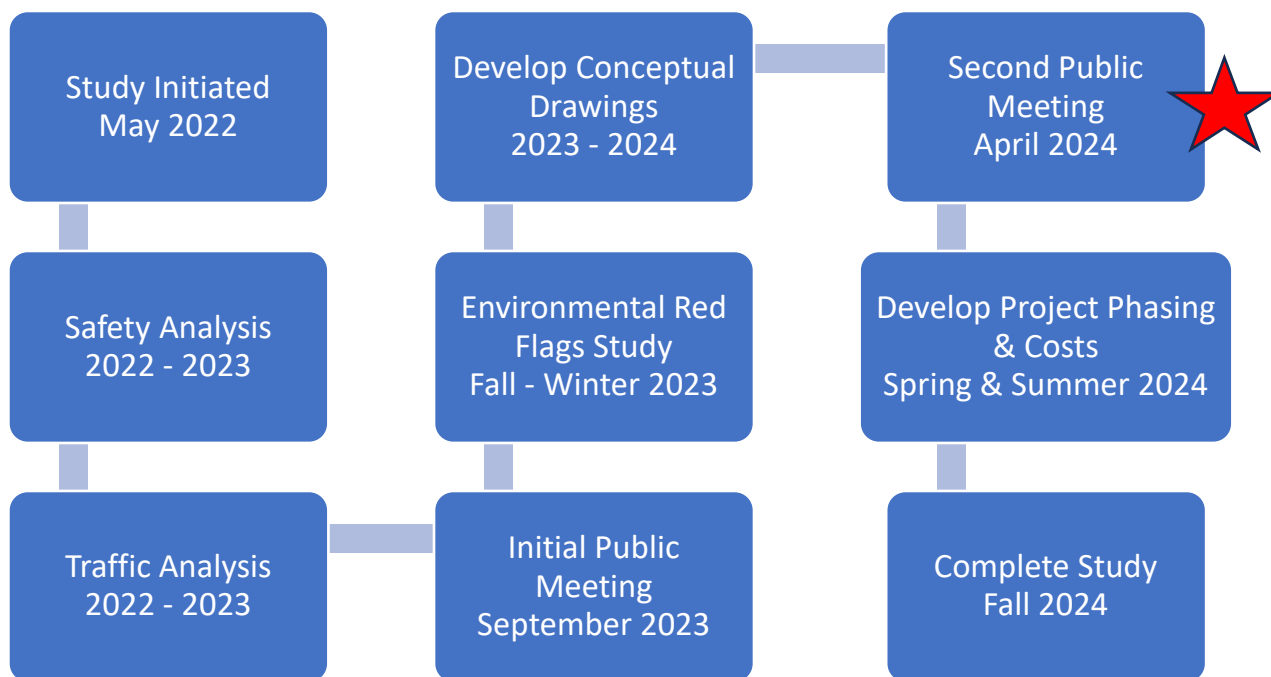 Study Initiated
May 2022
Safety Analysis
2022 - 2023
Traffic Analysis
2022 - 2023
Initial Public
Meeting
September 2023
Environmental Red
Flags Study
Fall - Winter 2023
Develop Conceptual
Drawings
2023 - 2024
Second Public
Meeting
April 2024
Develop Project Phasing
& Costs
Spring & Summer 2024
Complete Study
Fall 2024